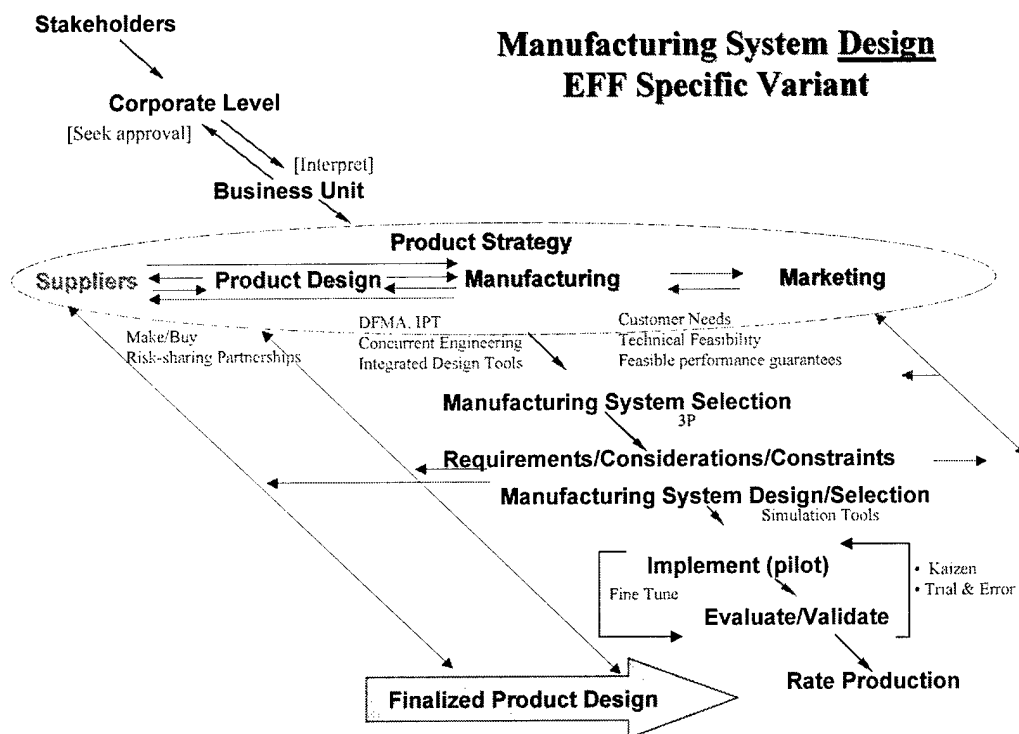 Stakeholders
Manufacturing System Design
EFF Specific Variant
Corporate Level
[Seek approval]
[Interpret]
Business Unit
Product Strategy
Suppliers
Product Design
Manufacturing
Marketing
Make/Buy
Risk-sharing Partnerships
DFMA, IPT
Concurrent Engineering
Integrated Design Tools
Customer Needs
Technical Feasibility
Feasible performance guarantees
Manufacturing System Selection
3P
Requirements/Considerations/Constraints
Manufacturing System Design/Selection
Simulation Tools
Implement (pilot)
Fine Tune
• Kaizen
• Trial & Error
Evaluate/Validate
Rate Production
Finalized Product Design